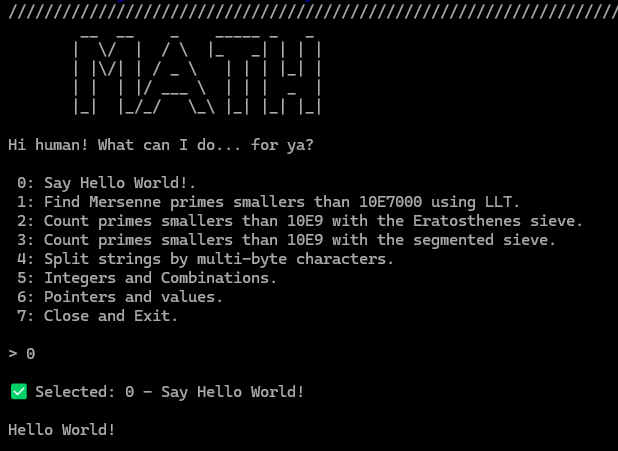 ////////////////////////////////////////////////////////////////////
MATH
Hi human! What can I do... for ya?
0: Say Hello World!.
1: Find Mersenne primes smallers than 10E7000 using LLT.
2: Count primes smallers than 10E9 with the Eratosthenes sieve.
3: Count primes smallers than 10E9 with the segmented sieve.
4: Split strings by multi-byte characters.
5: Integers and Combinations.
6: Pointers and values.
7: Close and Exit.
> 0
✅ Selected: 0 - Say Hello World!
Hello World!